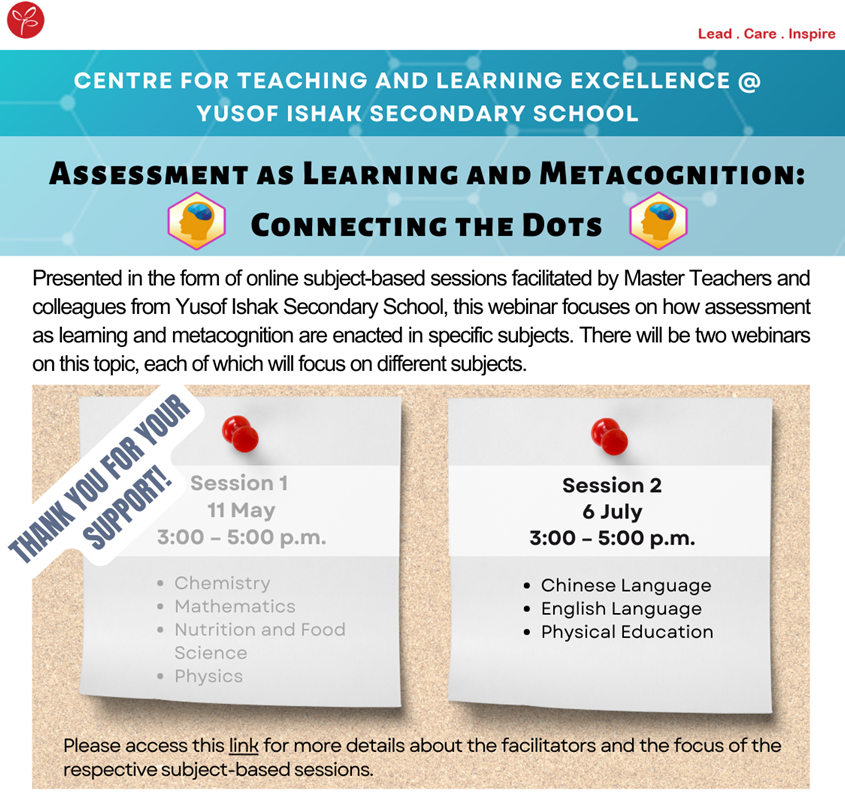 Lead . Care . Inspire
CENTRE FOR TEACHING AND LEARNING EXCELLENCE @
YUSOF ISHAK SECONDARY SCHOOL
ASSESSMENT AS LEARNING AND METACOGNITION:
CONNECTING THE DOTS
Presented in the form of online subject-based sessions facilitated by Master Teachers and
colleagues from Yusof Ishak Secondary School, this webinar focuses on how assessment
as learning and metacognition are enacted in specific subjects. There will be two webinars
on this topic, each of which will focus on different subjects.
THANK YOU FOR YOUR
SUPPORT!
Session 1
11 May
3:00 – 5:00 p.m.
• Chemistry
• Mathematics
• Nutrition and Food
Science
• Physics
Session 2
6 July
3:00 – 5:00 p.m.
• Chinese Language
• English Language
• Physical Education
Please access this link for more details about the facilitators and the focus of the
respective subject-based sessions.